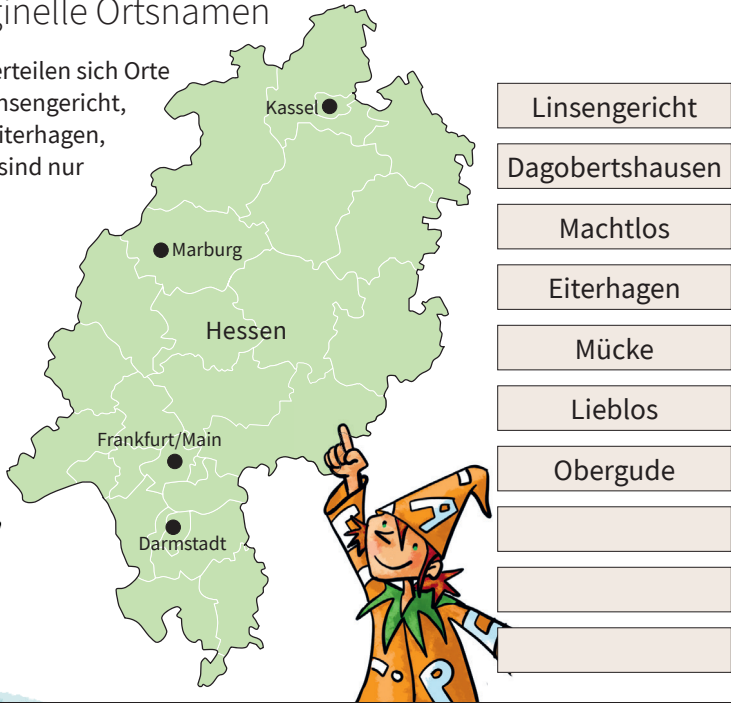 ginelle Ortsnamen
erteilen sich Orte
nsengericht,
eiterhagen,
sind nur
Kassel
Marburg
Hessen
Frankfurt/Main
Darmstadt
Linsengericht
Dagobertshausen
Machtlos
Eiterhagen
Mücke
Lieblos
Obergude
A
P